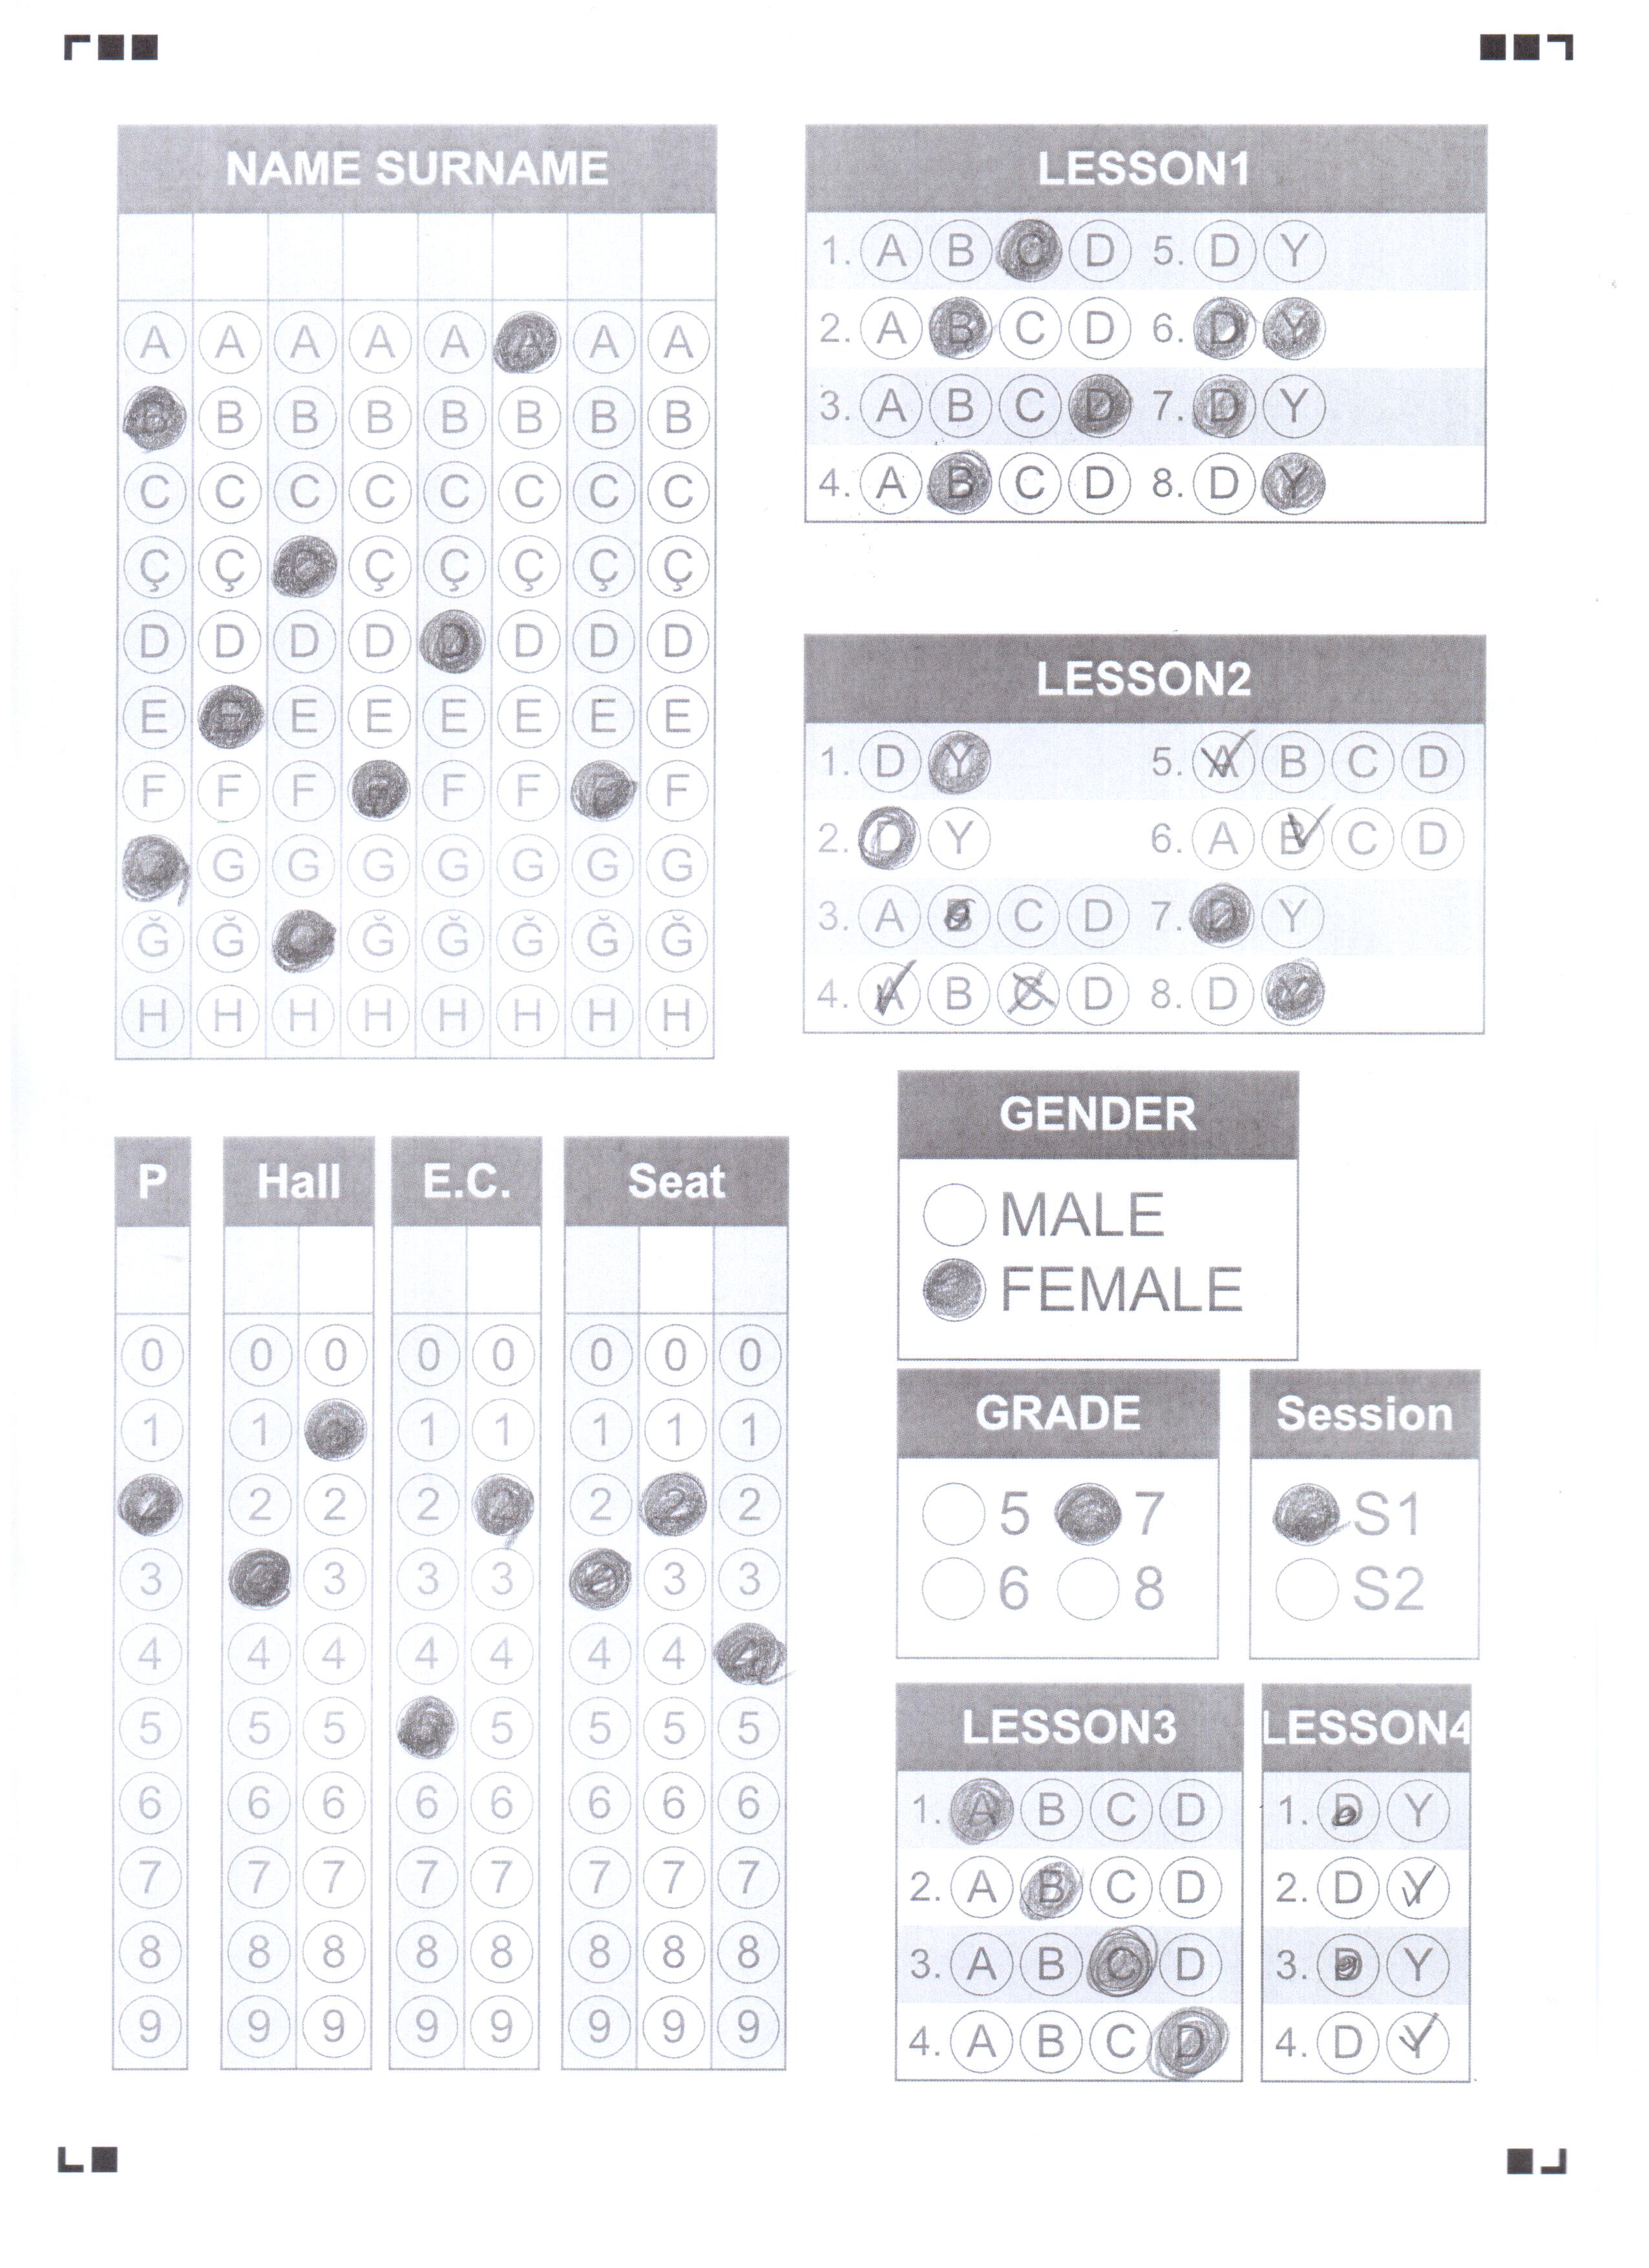 NAME SURNAME
A A A A A A A A
B B B B B B B
C C C C C C C C
Ç Ç Ç Ç Ç Ç Ç
D D D D D D D D
E E E E E E E E
F F F F F F F
G G G G G G G
Ğ Ğ Ğ Ğ Ğ Ğ Ğ
H H H H H H H H
LESSON1
1. A B C D 5. D Y
2. A B C D 6. D Y
3. A B C D 7. D Y
4. A B C D 8. D Y
LESSON2
1. D Y 5. A B C D
2. D Y 6. A B C D
3. A B C D 7. D Y
4. A B C D 8. D Y
P Hall E.C. Seat
0 0 0 0 0 0 0 0
1 1 1 1 1 1 1
2 2 2 2 2 2 2 2
3 3 3 3 3 3
4 4 4 4 4 4 4 4
5 5 5 5 5 5 5
6 6 6 6 6 6 6 6
7 7 7 7 7 7 7 7
8 8 8 8 8 8 8 8
9 9 9 9 9 9 9 9
GENDER
MALE
FEMALE
GRADE
5 7
6 8
Session
S1
S2
LESSON3
1. A B C D
2. A B C D
3. A B C D
4. A B C D
LESSON4
1. D Y
2. D Y
3. D Y
4. D Y